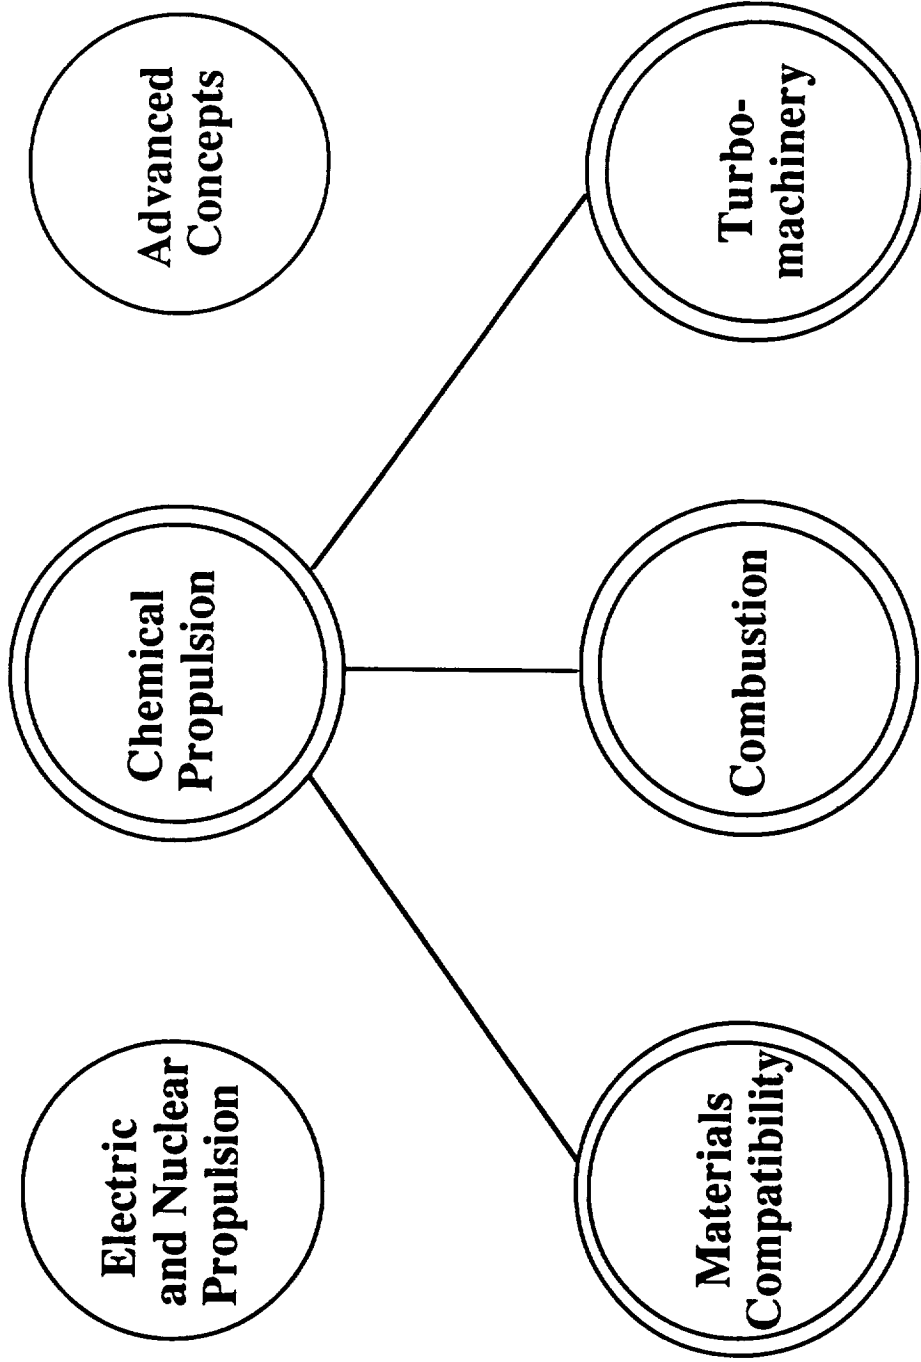 Electric
and Nuclear
Propulsion
Chemical
Propulsion
Advanced
Concepts
Materials
Compatibility
Combustion
Turbo-
machinery